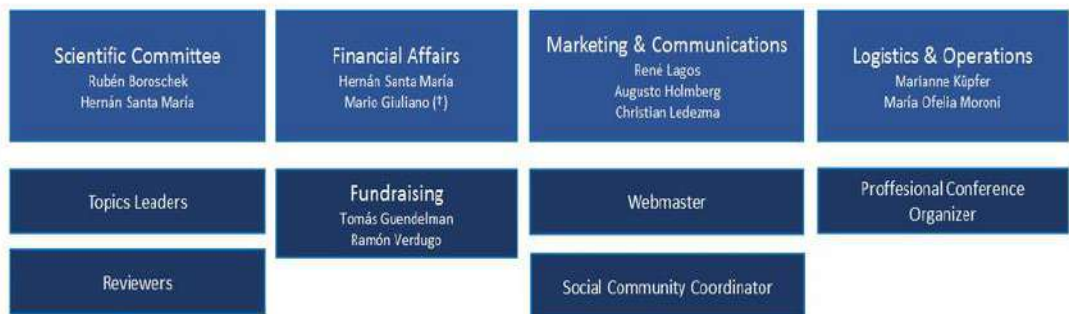 Scientific Committee
Rubén Boroschek
Hernán Santa María
Financial Affairs
Hernán Santa María
Mario Giuliano (†)
Marketing & Communications
René Lagos
Augusto Holmberg
Christian Ledezma
Logistics & Operations
Marianne Küpfer
María Ofelia Moroni
Topics Leaders
Reviewers
Fundraising
Tomás Guendelman
Ramón Verdugo
Webmaster
Social Community Coordinator
Proffesional Conference
Organizer